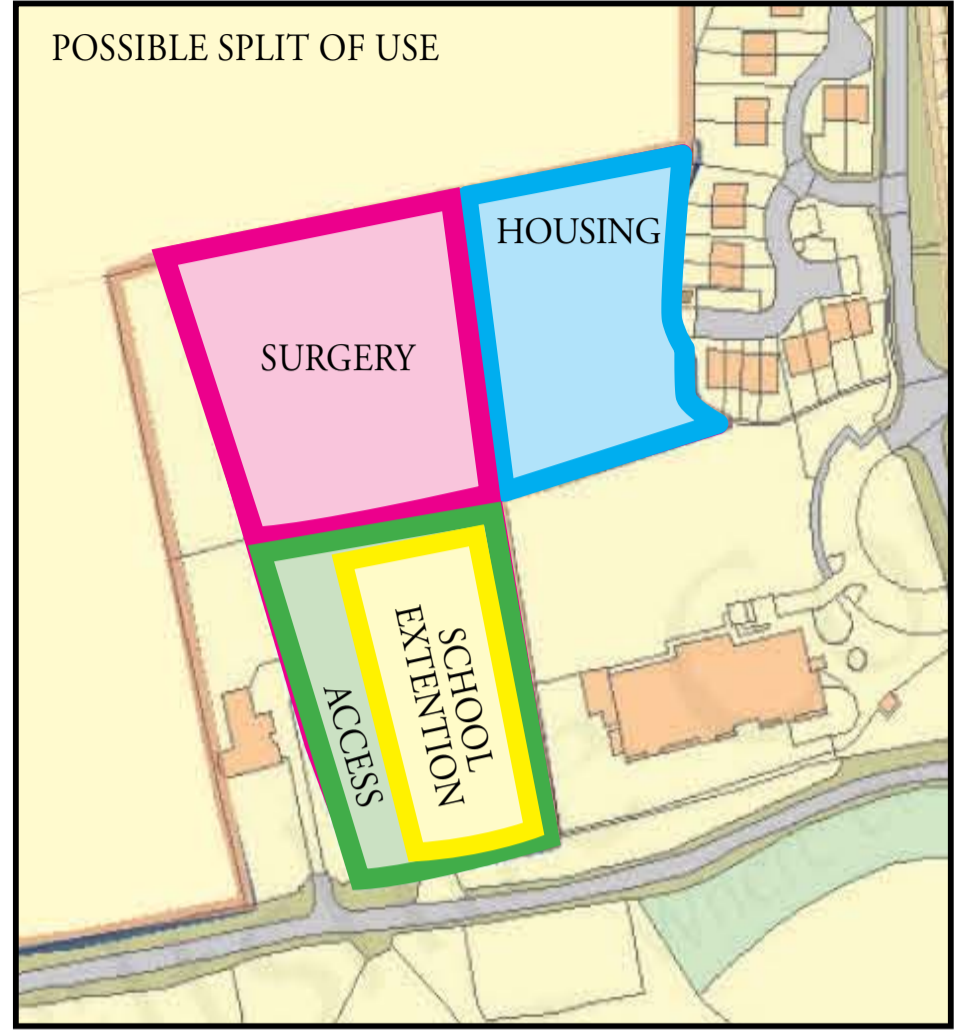 POSSIBLE SPLIT OF USE
HOUSING
SURGERY
SCHOOL
EXTENTION
ACCESS